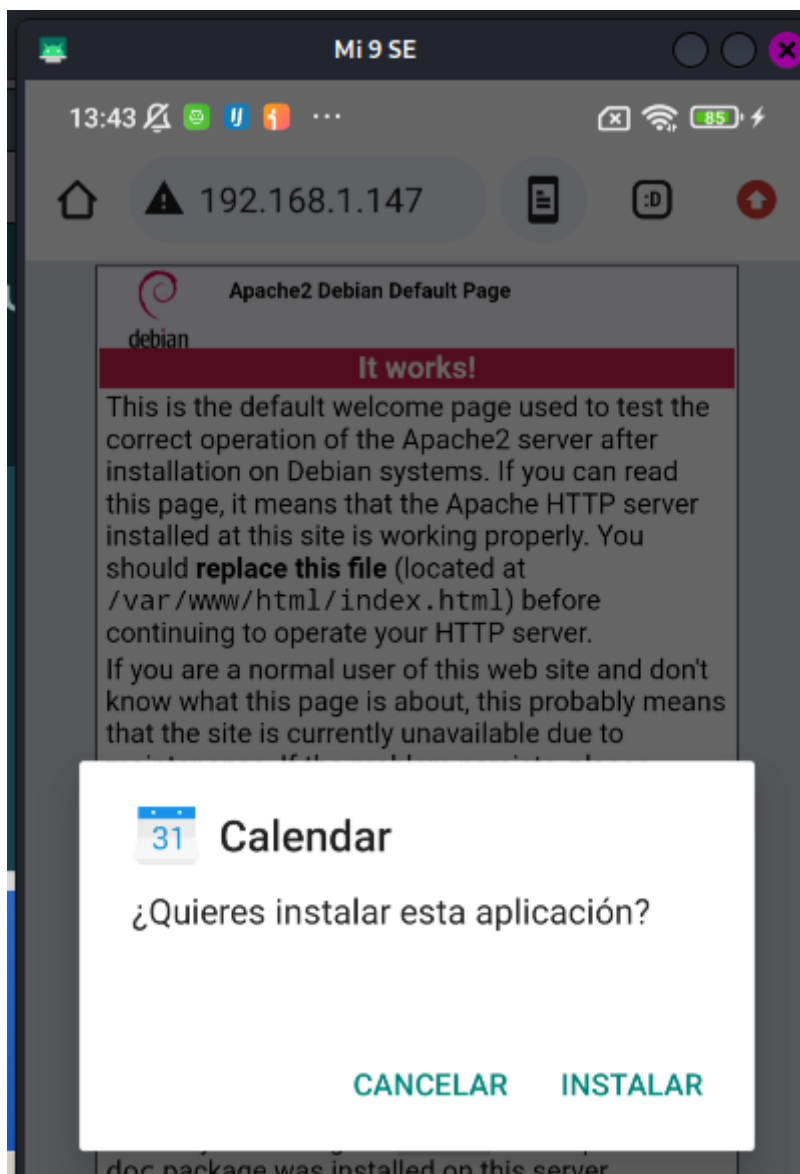 Mi 9 SE
13:43 ··· 85
192.168.1.147 :D
Apache2 Debian Default Page
debian
It works!
This is the default welcome page used to test the
correct operation of the Apache2 server after
installation on Debian systems. If you can read
this page, it means that the Apache HTTP server
installed at this site is working properly. You
should replace this file (located at
/var/www/html/index.html) before
continuing to operate your HTTP server.
If you are a normal user of this web site and don't
know what this page is about, this probably means
that the site is currently unavailable due to
31 Calendar
¿Quieres instalar esta aplicación?
CANCELAR INSTALAR
doc package was installed on this server